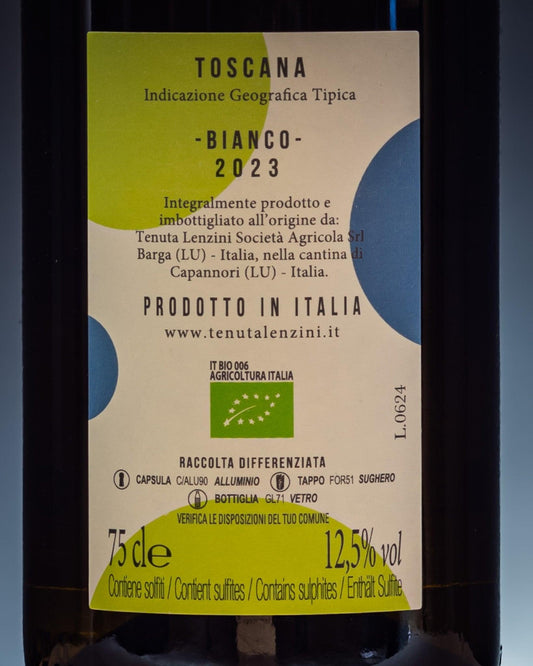 TOSCANA
Indicazione Geografica Tipica
-BIANCO-
2023
Integralmente prodotto e
imbottigliato all'origine da:
Tenuta Lenzini Società Agricola Srl
Barga (LU) - Italia, nella cantina di
Capannori (LU) - Italia.
PRODOTTO IN ITALIA
www.tenutalenzini.it
IT BIO 006
AGRICOLTURA ITALIA
L.0624
RACCOLTA DIFFERENZIATA
CAPSULA C/ALU90 ALLUMINIO TAPPO FOR51 SUGHERO
BOTTIGLIA GL71 VETRO
VERIFICA LE DISPOSIZIONI DEL TUO COMUNE
75 cl e 12,5% vol
Contiene solfiti / Contient sulfites / Contains sulphites / Enthält Sulfite